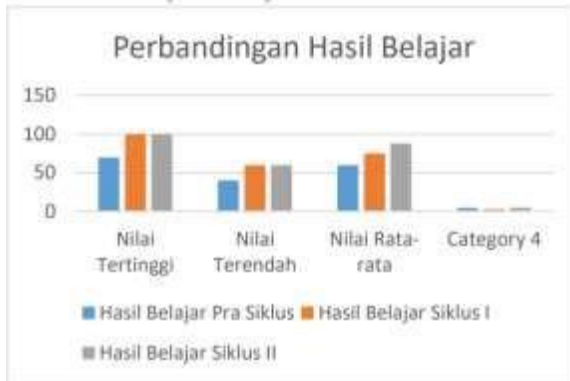 Perbandingan Hasil Belajar
150
100
50
0
Nilai Tertinggi
Nilai Terendah
Nilai Rata-rata
Category 4
Hasil Belajar Pra Siklus
Hasil Belajar Siklus I
Hasil Belajar Siklus II